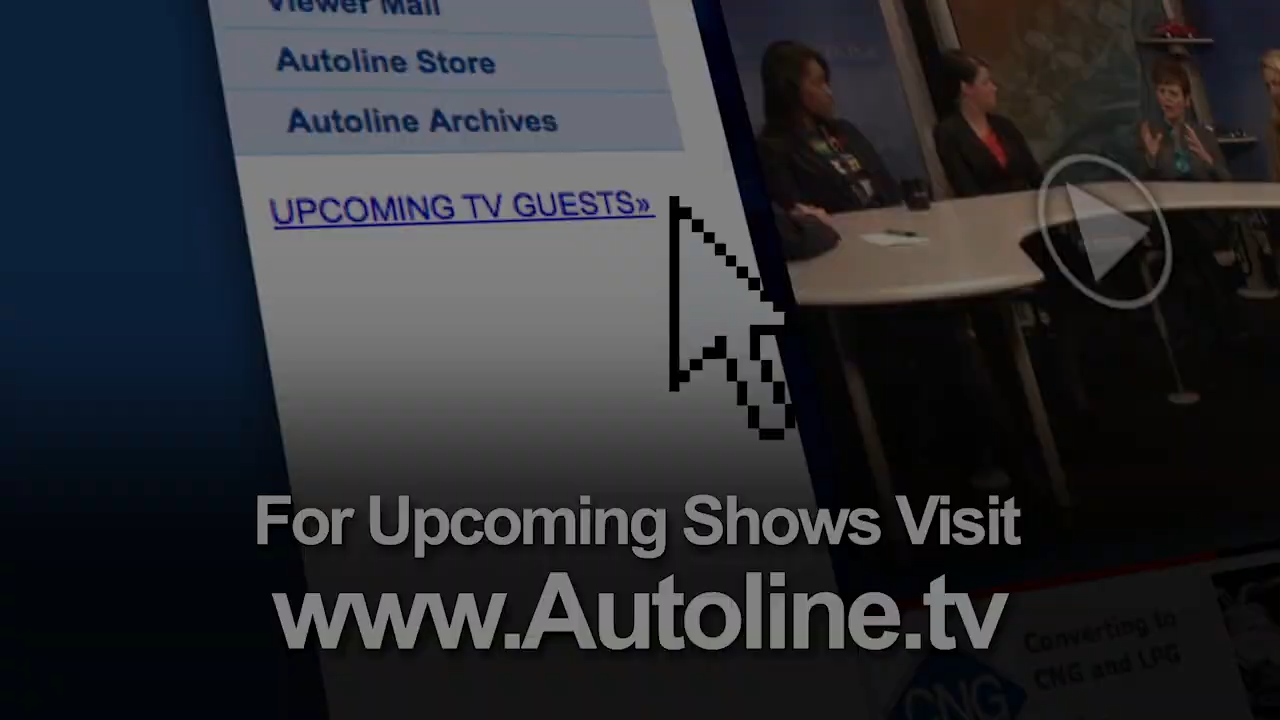 Viewer Mail
Autoline Store
Autoline Archives
UPCOMING TV GUESTS»
For Upcoming Shows Visit
www.Autoline.tv
Converting to
CNG and LPG
CNG